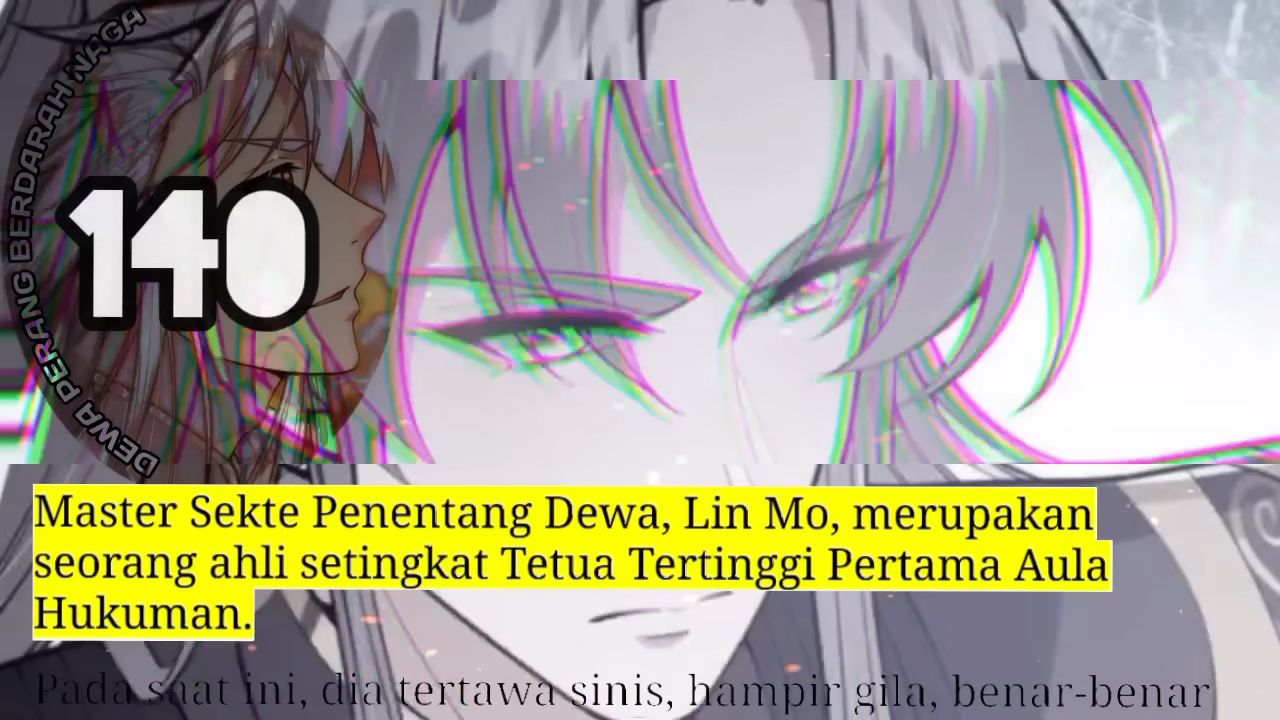 DEWA PERANG BERDARAH NAGA
140
Master Sekte Penentang Dewa, Lin Mo, merupakan
seorang ahli setingkat Tetua Tertinggi Pertama Aula
Hukuman.
Pada saat ini, dia tertawa sinis, hampir gila, benar-benar